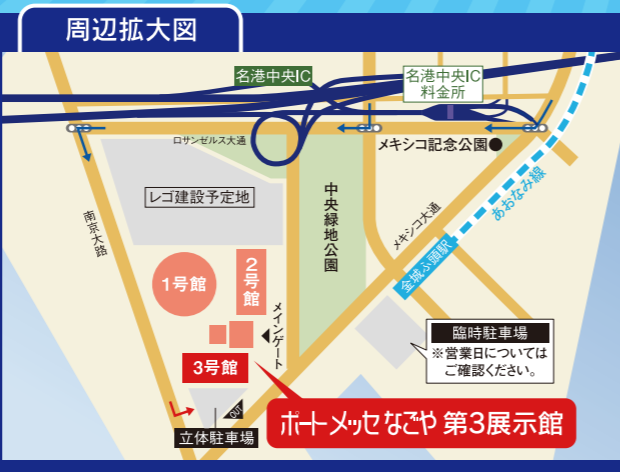 周辺拡大図
名港中央IC
名港中央IC
料金所
ロサンゼルス大通
メキシコ記念公園
レゴ建設予定地
中央緑地公園
南京大路
メキシコ大通
あおなみ線
金城ふ頭駅
1号館
2号館
メインゲート
3号館
臨時駐車場
※営業日については
ご確認ください。
OUT
立体駐車場
ポートメッセなごや 第3展示館